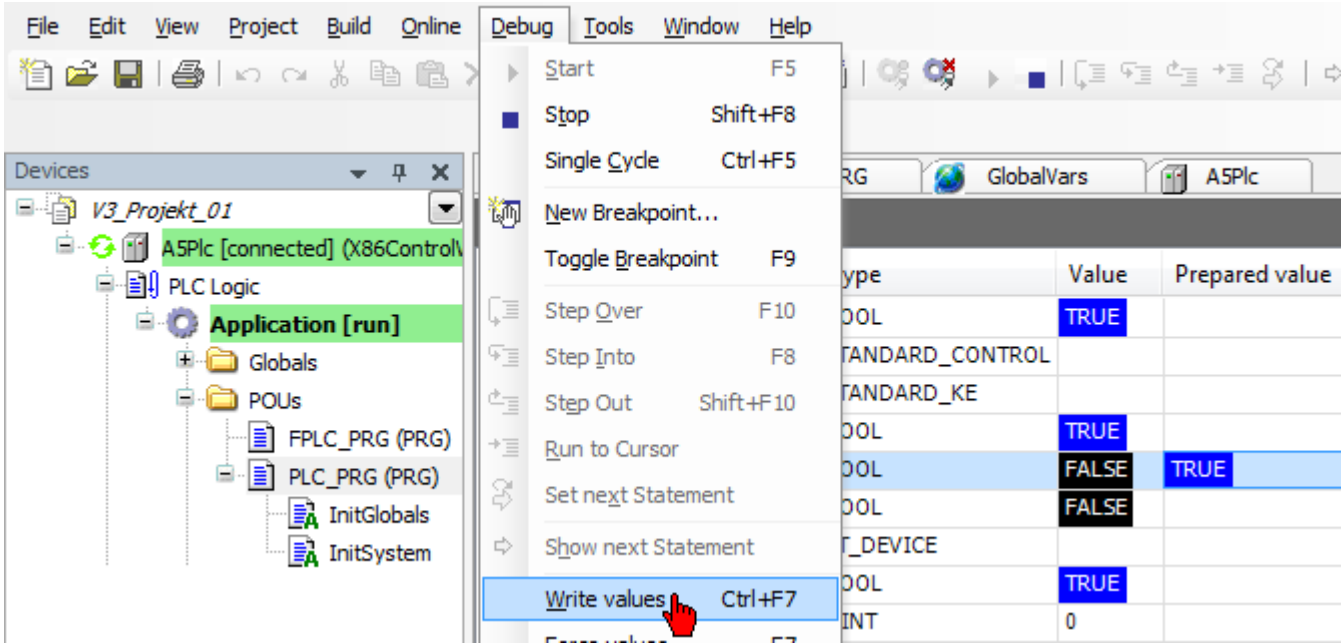 File Edit View Project Build Online Debug Tools Window Help
Devices
V3_Projekt_01
A5Plc [connected] (X86Control
PLC Logic
Application [run]
Globals
POUs
FPLC_PRG (PRG)
PLC_PRG (PRG)
InitGlobals
InitSystem
Start F5
Stop Shift+F8
Single Cycle Ctrl+F5
New Breakpoint...
Toggle Breakpoint F9
Step Over F10
Step Into F8
Step Out Shift+F10
Run to Cursor
Set next Statement
Show next Statement
Write values Ctrl+F7
Force values F7
RG GlobalVars A5Plc
ype Value Prepared value
OOL TRUE
TANDARD_CONTROL
TANDARD_KE
OOL TRUE
OOL FALSE TRUE
OOL FALSE
T_DEVICE
OOL TRUE
INT 0